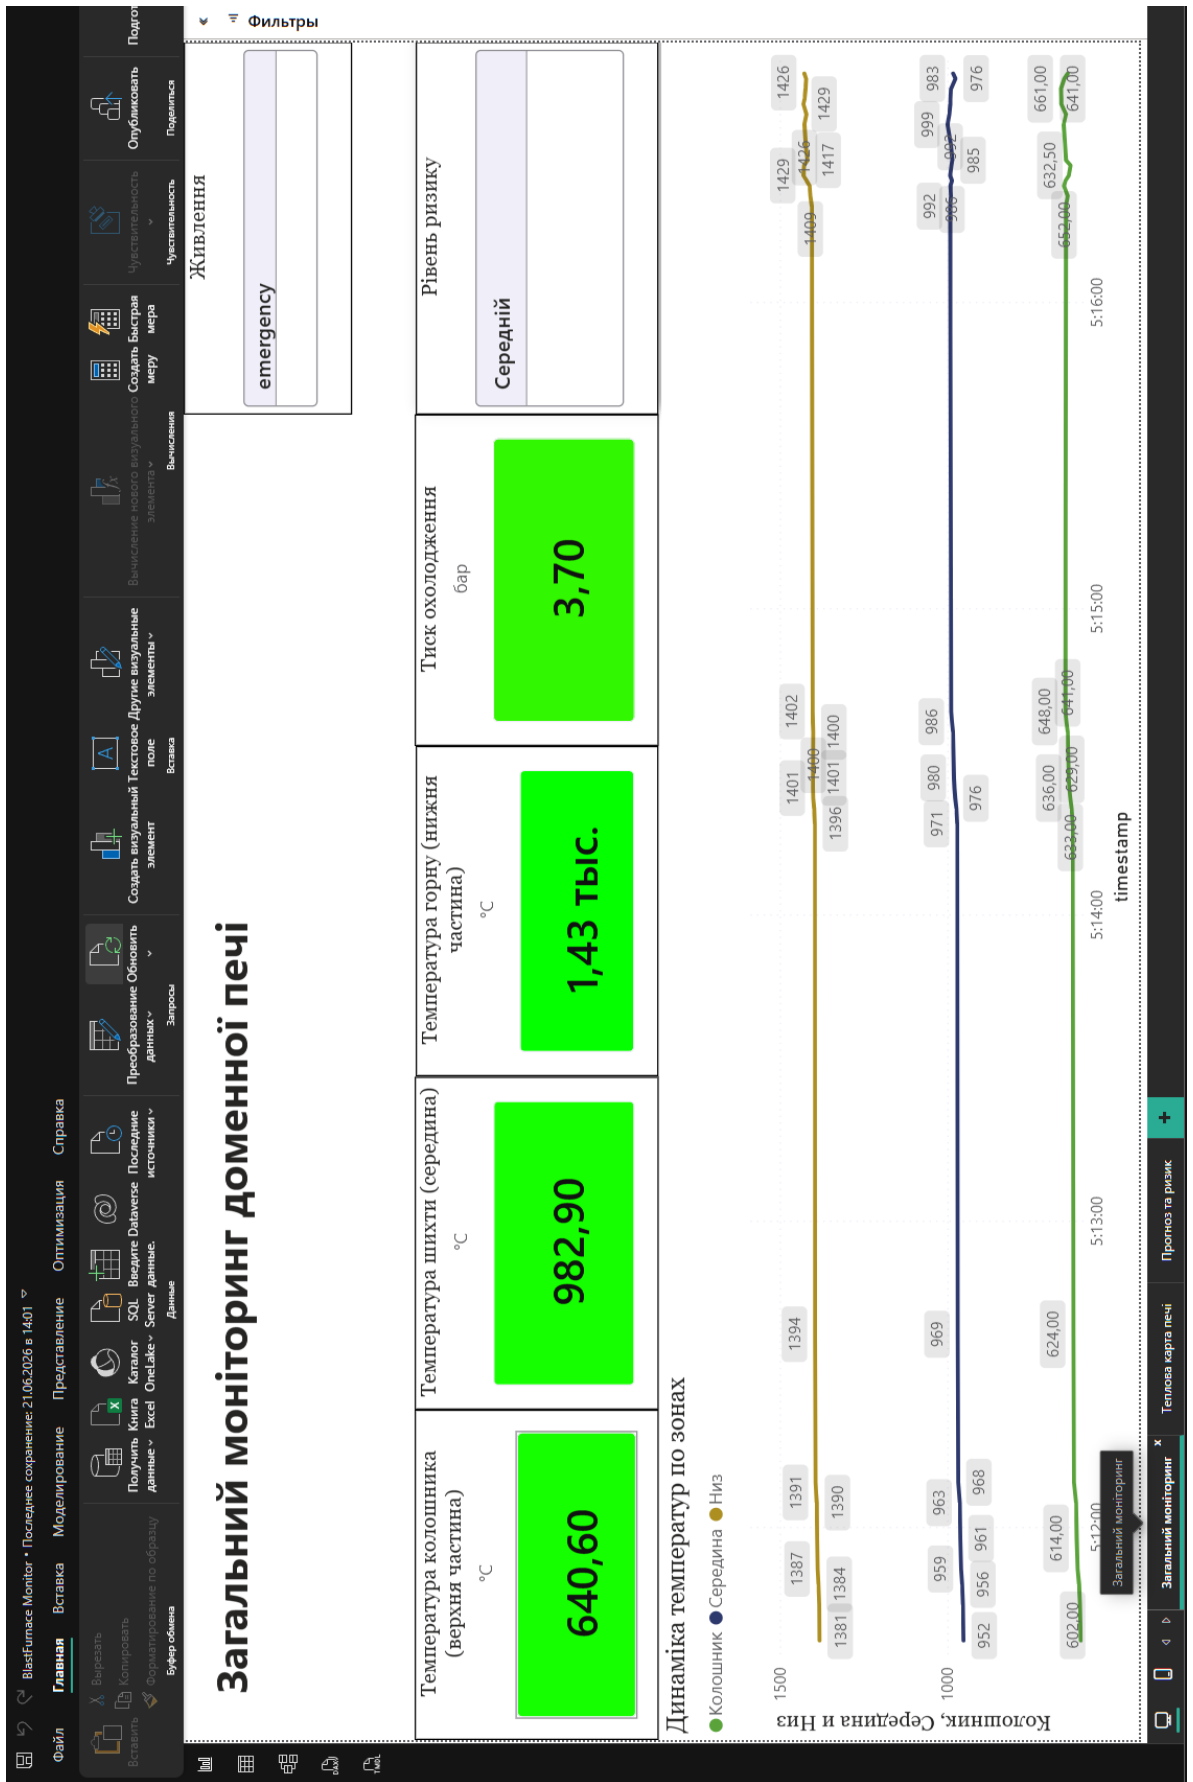 BlastFurnace Monitor • Последнее сохранение: 21.06.2026 в 14:01
Файл
Главная
Вставка
Моделирование
Представление
Оптимизация
Справка
Вставить
Вырезать
Копировать
Форматирование по образцу
Буфер обмена
Получить данные
Книга Excel
Каталог OneLake
SQL Server
Введите данные.
Dataverse
Последние источники
Данные
Преобразование данных
Обновить
Запросы
Создать визуальный элемент
Текстовое поле
Другие визуальные элементы
Вставка
Вычисление нового визуального элемента
Создать меру
Быстрая мера
Вычисления
Чувствительность
Чувствительность
Опубликовать
Поделиться
Подгот
Фильтры
Загальний моніторинг доменної печі
Живлення
emergency
Температура колошника (верхня частина)
°C
640,60
Температура шихти (середина)
°C
982,90
Температура горну (нижня частина)
°C
1,43 тыс.
Тиск охолодження
бар
3,70
Рівень ризику
Середній
Динаміка температур по зонах
Колошник Середина Низ
Колошник, Середина и Низ
1500
1000
1381
1387
1384
1391
1390
1394
1396
1401
1401
1400
1402
1400
1409
1429
1426
1417
1429
1426
952
959
956
961
963
968
969
971
980
976
986
992
986
999
992
985
983
976
602,00
614,00
624,00
633,00
636,00
629,00
648,00
641,00
652,00
632,50
661,00
641,00
5:12:00
5:13:00
5:14:00
5:15:00
5:16:00
timestamp
Загальний моніторинг
Загальний моніторинг
Теплова карта печі
Прогноз та ризик
DAX
TMDL